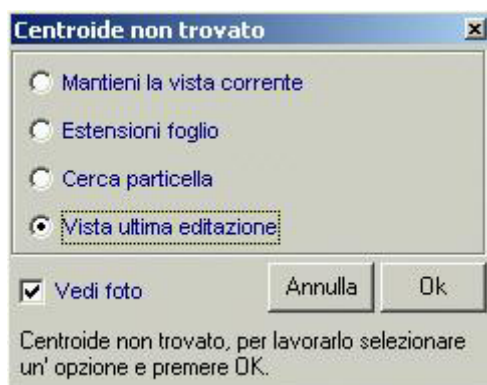 Centroide non trovato
Mantieni la vista corrente
Estensioni foglio
Cerca particella
Vista ultima editazione
Vedi foto
Annulla
Ok
Centroide non trovato, per lavorarlo selezionare
un' opzione e premere OK.